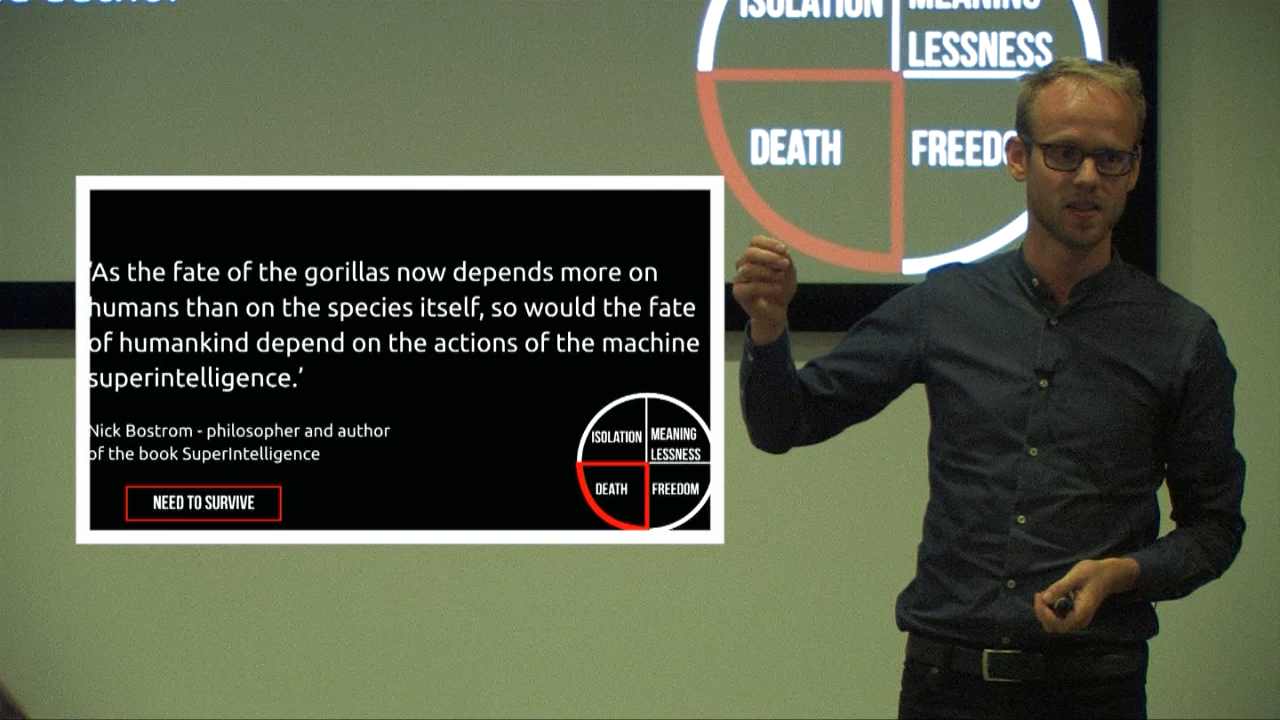 ISOLATION
MEANING
LESSNESS
DEATH
'As the fate of the gorillas now depends more on
humans than on the species itself, so would the fate
of humankind depend on the actions of the machine
superintelligence.'
Nick Bostrom - philosopher and author
of the book SuperIntelligence
NEED TO SURVIVE
ISOLATION
MEANING
LESSNESS
DEATH
FREEDOM